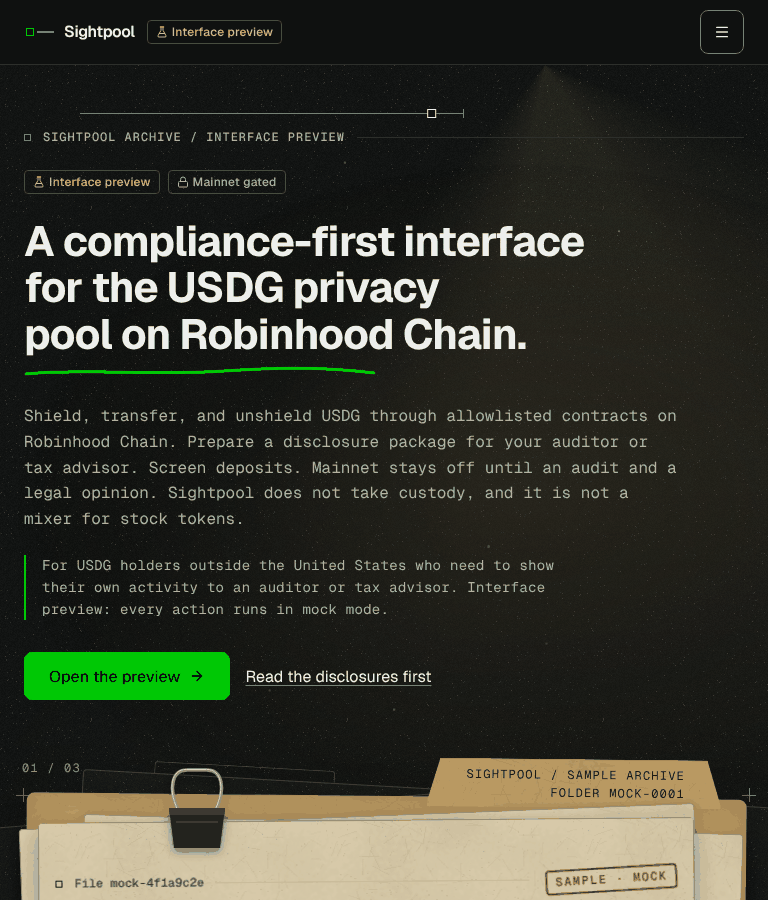 Sightpool
Interface preview
SIGHTPOOL ARCHIVE / INTERFACE PREVIEW
Interface preview
Mainnet gated
A compliance-first interface
for the USDG privacy
pool on Robinhood Chain.
Shield, transfer, and unshield USDG through allowlisted contracts on
Robinhood Chain. Prepare a disclosure package for your auditor or
tax advisor. Screen deposits. Mainnet stays off until an audit and a
legal opinion. Sightpool does not take custody, and it is not a
mixer for stock tokens.
For USDG holders outside the United States who need to show
their own activity to an auditor or tax advisor. Interface
preview: every action runs in mock mode.
Open the preview →
Read the disclosures first
01 / 03
SIGHTPOOL / SAMPLE ARCHIVE
FOLDER MOCK-0001
File mock-4f1a9c2e
SAMPLE · MOCK